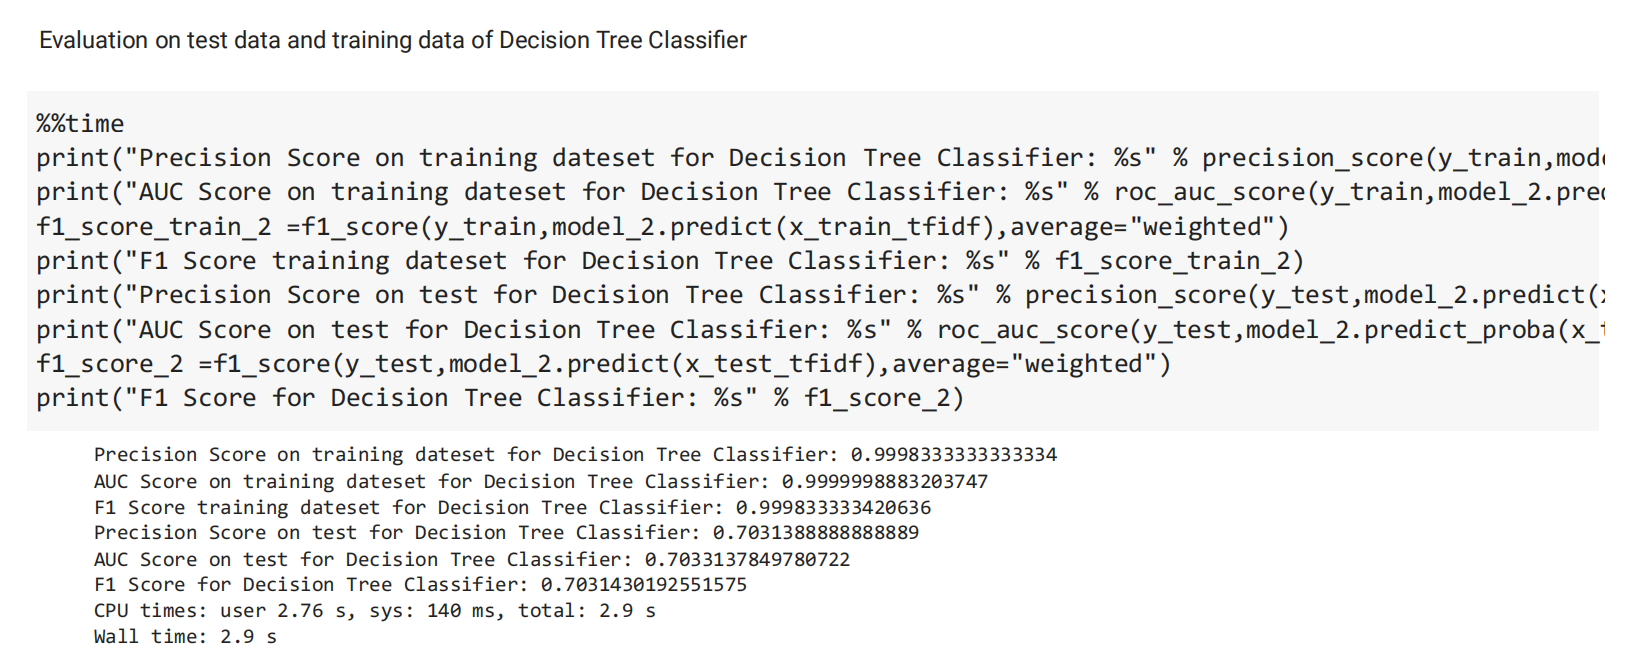 Evaluation on test data and training data of Decision Tree Classifier
%%time
print("Precision Score on training dateset for Decision Tree Classifier: %s" % precision_score(y_train,mode
print("AUC Score on training dateset for Decision Tree Classifier: %s" % roc_auc_score(y_train,model_2.pred
f1_score_train_2 =f1_score(y_train,model_2.predict(x_train_tfidf),average="weighted")
print("F1 Score training dateset for Decision Tree Classifier: %s" % f1_score_train_2)
print("Precision Score on test for Decision Tree Classifier: %s" % precision_score(y_test,model_2.predict(x
print("AUC Score on test for Decision Tree Classifier: %s" % roc_auc_score(y_test,model_2.predict_proba(x_t
f1_score_2 =f1_score(y_test,model_2.predict(x_test_tfidf),average="weighted")
print("F1 Score for Decision Tree Classifier: %s" % f1_score_2)
Precision Score on training dateset for Decision Tree Classifier: 0.9998333333333334
AUC Score on training dateset for Decision Tree Classifier: 0.9999998883203747
F1 Score training dateset for Decision Tree Classifier: 0.999833333420636
Precision Score on test for Decision Tree Classifier: 0.7031388888888889
AUC Score on test for Decision Tree Classifier: 0.7033137849780722
F1 Score for Decision Tree Classifier: 0.7031430192551575
CPU times: user 2.76 s, sys: 140 ms, total: 2.9 s
Wall time: 2.9 s